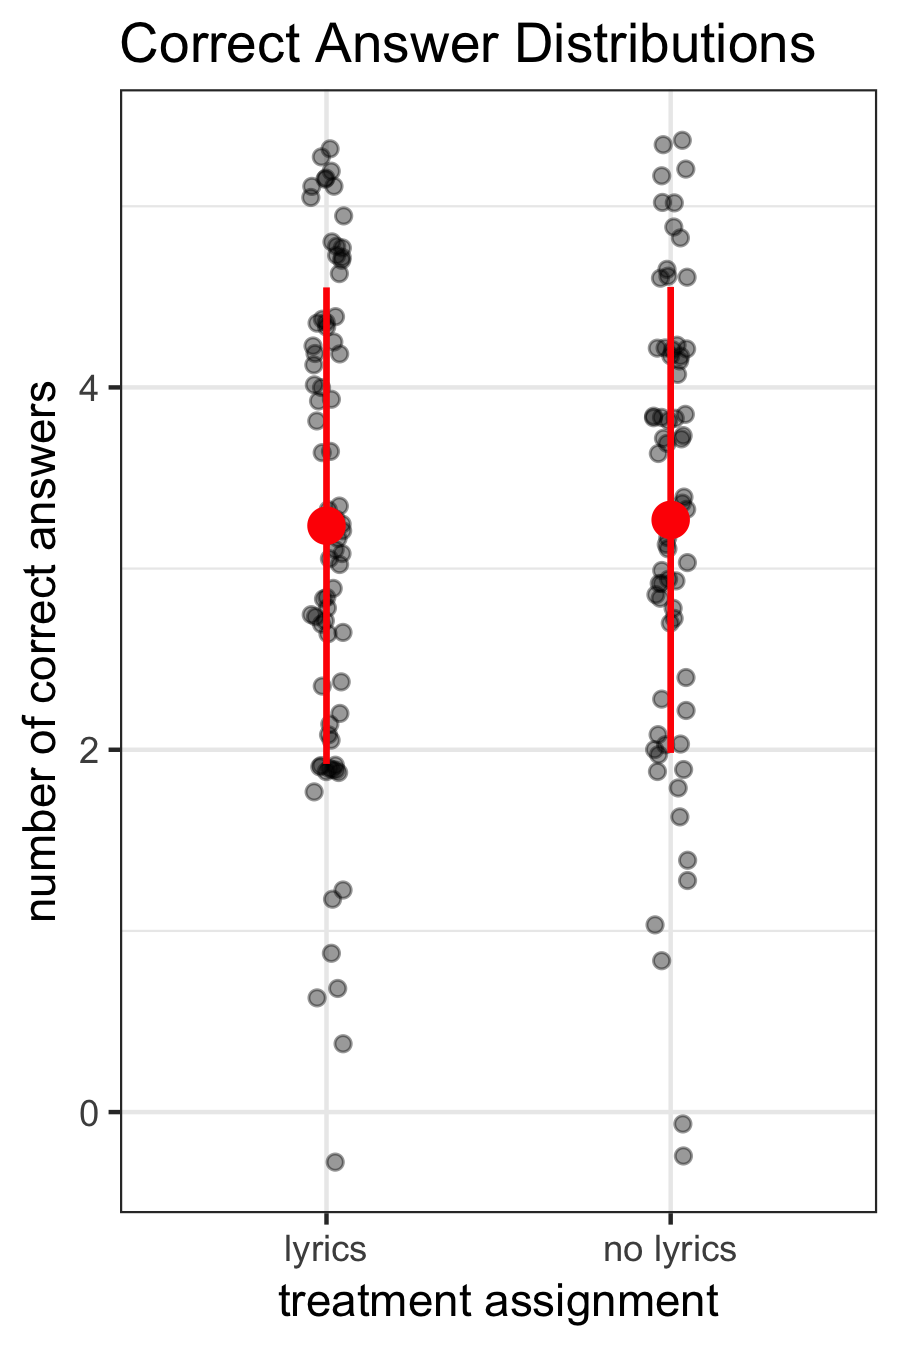 Correct Answer Distributions
number of correct answers
4
2
0
lyrics
no lyrics
treatment assignment